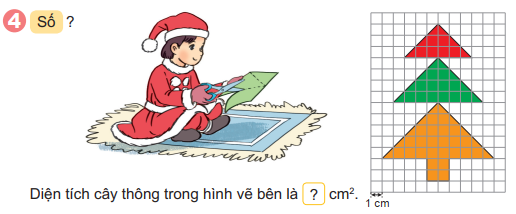 4 Số ?
Diện tích cây thông trong hình vẽ bên là ? cm².
1 cm